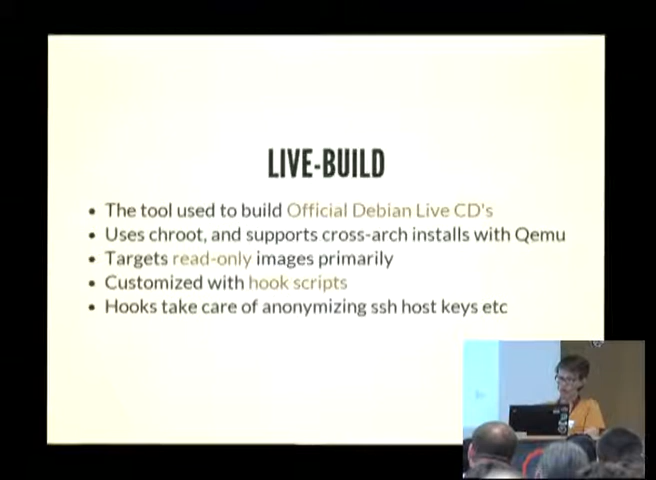 LIVE-BUILD
• The tool used to build Official Debian Live CD's
• Uses chroot, and supports cross-arch installs with Qemu
• Targets read-only images primarily
• Customized with hook scripts
• Hooks take care of anonymizing ssh host keys etc